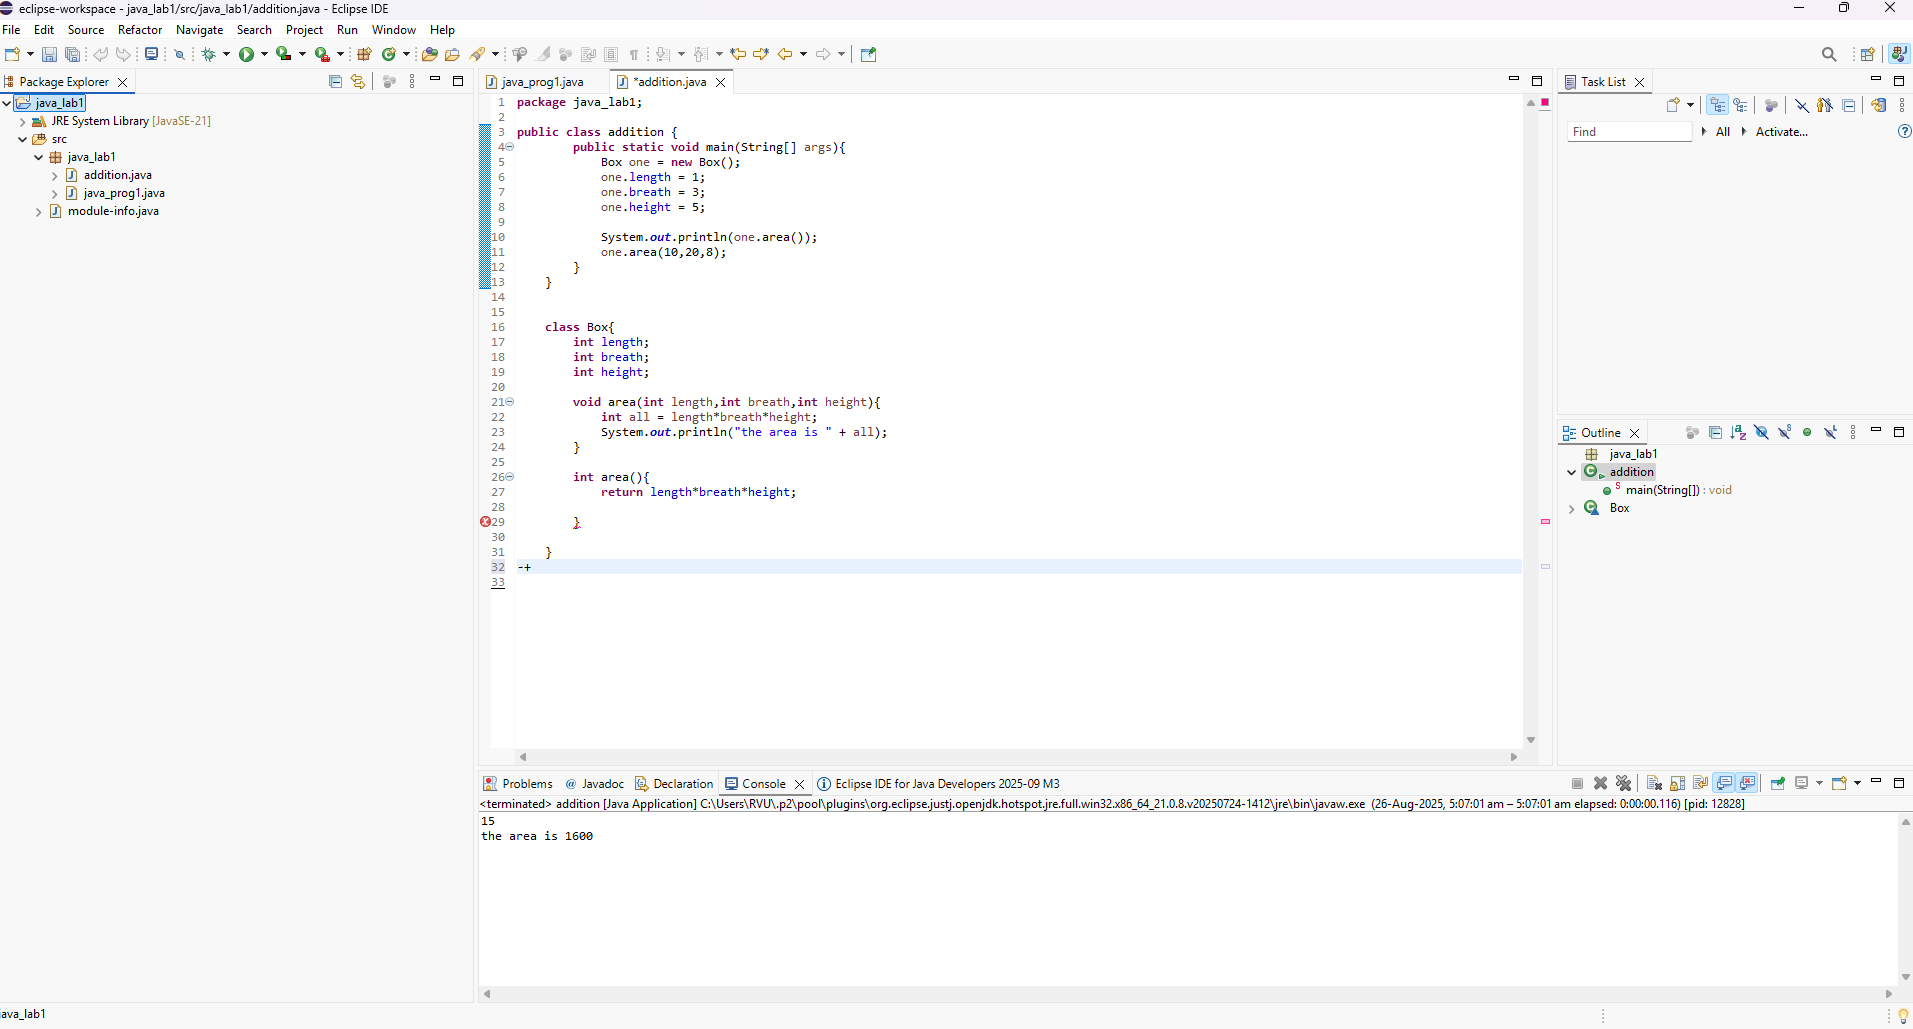 eclipse-workspace - java_lab1/src/java_lab1/addition.java - Eclipse IDE
File Edit Source Refactor Navigate Search Project Run Window Help
Package Explorer
java_lab1
JRE System Library [JavaSE-21]
src
java_lab1
addition.java
java_prog1.java
module-info.java
java_prog1.java *addition.java
1 package java_lab1;
2
3 public class addition {
4 public static void main(String[] args){
5 Box one = new Box();
6 one.length = 1;
7 one.breath = 3;
8 one.height = 5;
9
10 System.out.println(one.area());
11 one.area(10,20,8);
12 }
13 }
14
15
16 class Box{
17 int length;
18 int breath;
19 int height;
20
21 void area(int length,int breath,int height){
22 int all = length*breath*height;
23 System.out.println("the area is " + all);
24 }
25
26 int area(){
27 return length*breath*height;
28
29 }
30
31 }
32 -+
33
Task List
Find All Activate...
Outline
java_lab1
addition
main(String[]) : void
Box
Problems Javadoc Declaration Console Eclipse IDE for Java Developers 2025-09 M3
<terminated> addition [Java Application] C:\Users\RVU\.p2\pool\plugins\org.eclipse.justj.openjdk.hotspot.jre.full.win32.x86_64_21.0.8.v20250724-1412\jre\bin\javaw.exe (26-Aug-2025, 5:07:01 am – 5:07:01 am elapsed: 0:00:00.116) [pid: 12828]
15
the area is 1600
java_lab1